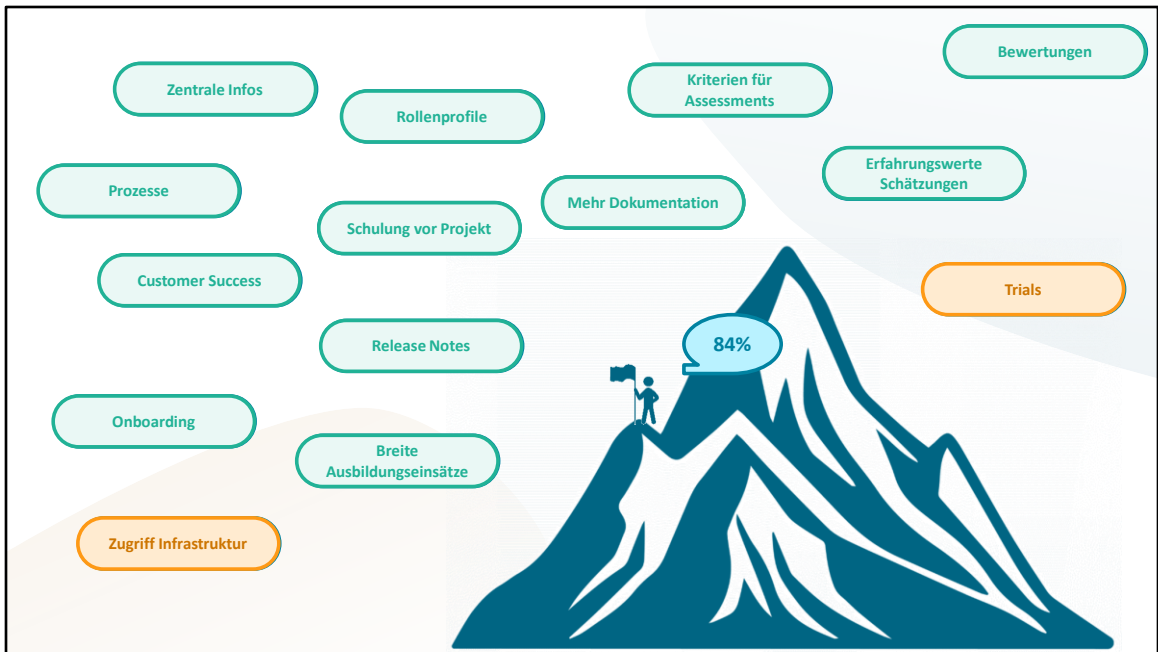 Bewertungen
Zentrale Infos
Kriterien für
Assessments
Rollenprofile
Erfahrungswerte
Schätzungen
Prozesse
Mehr Dokumentation
Schulung vor Projekt
Customer Success
Trials
Release Notes
84%
Onboarding
Breite
Ausbildungseinsätze
Zugriff Infrastruktur